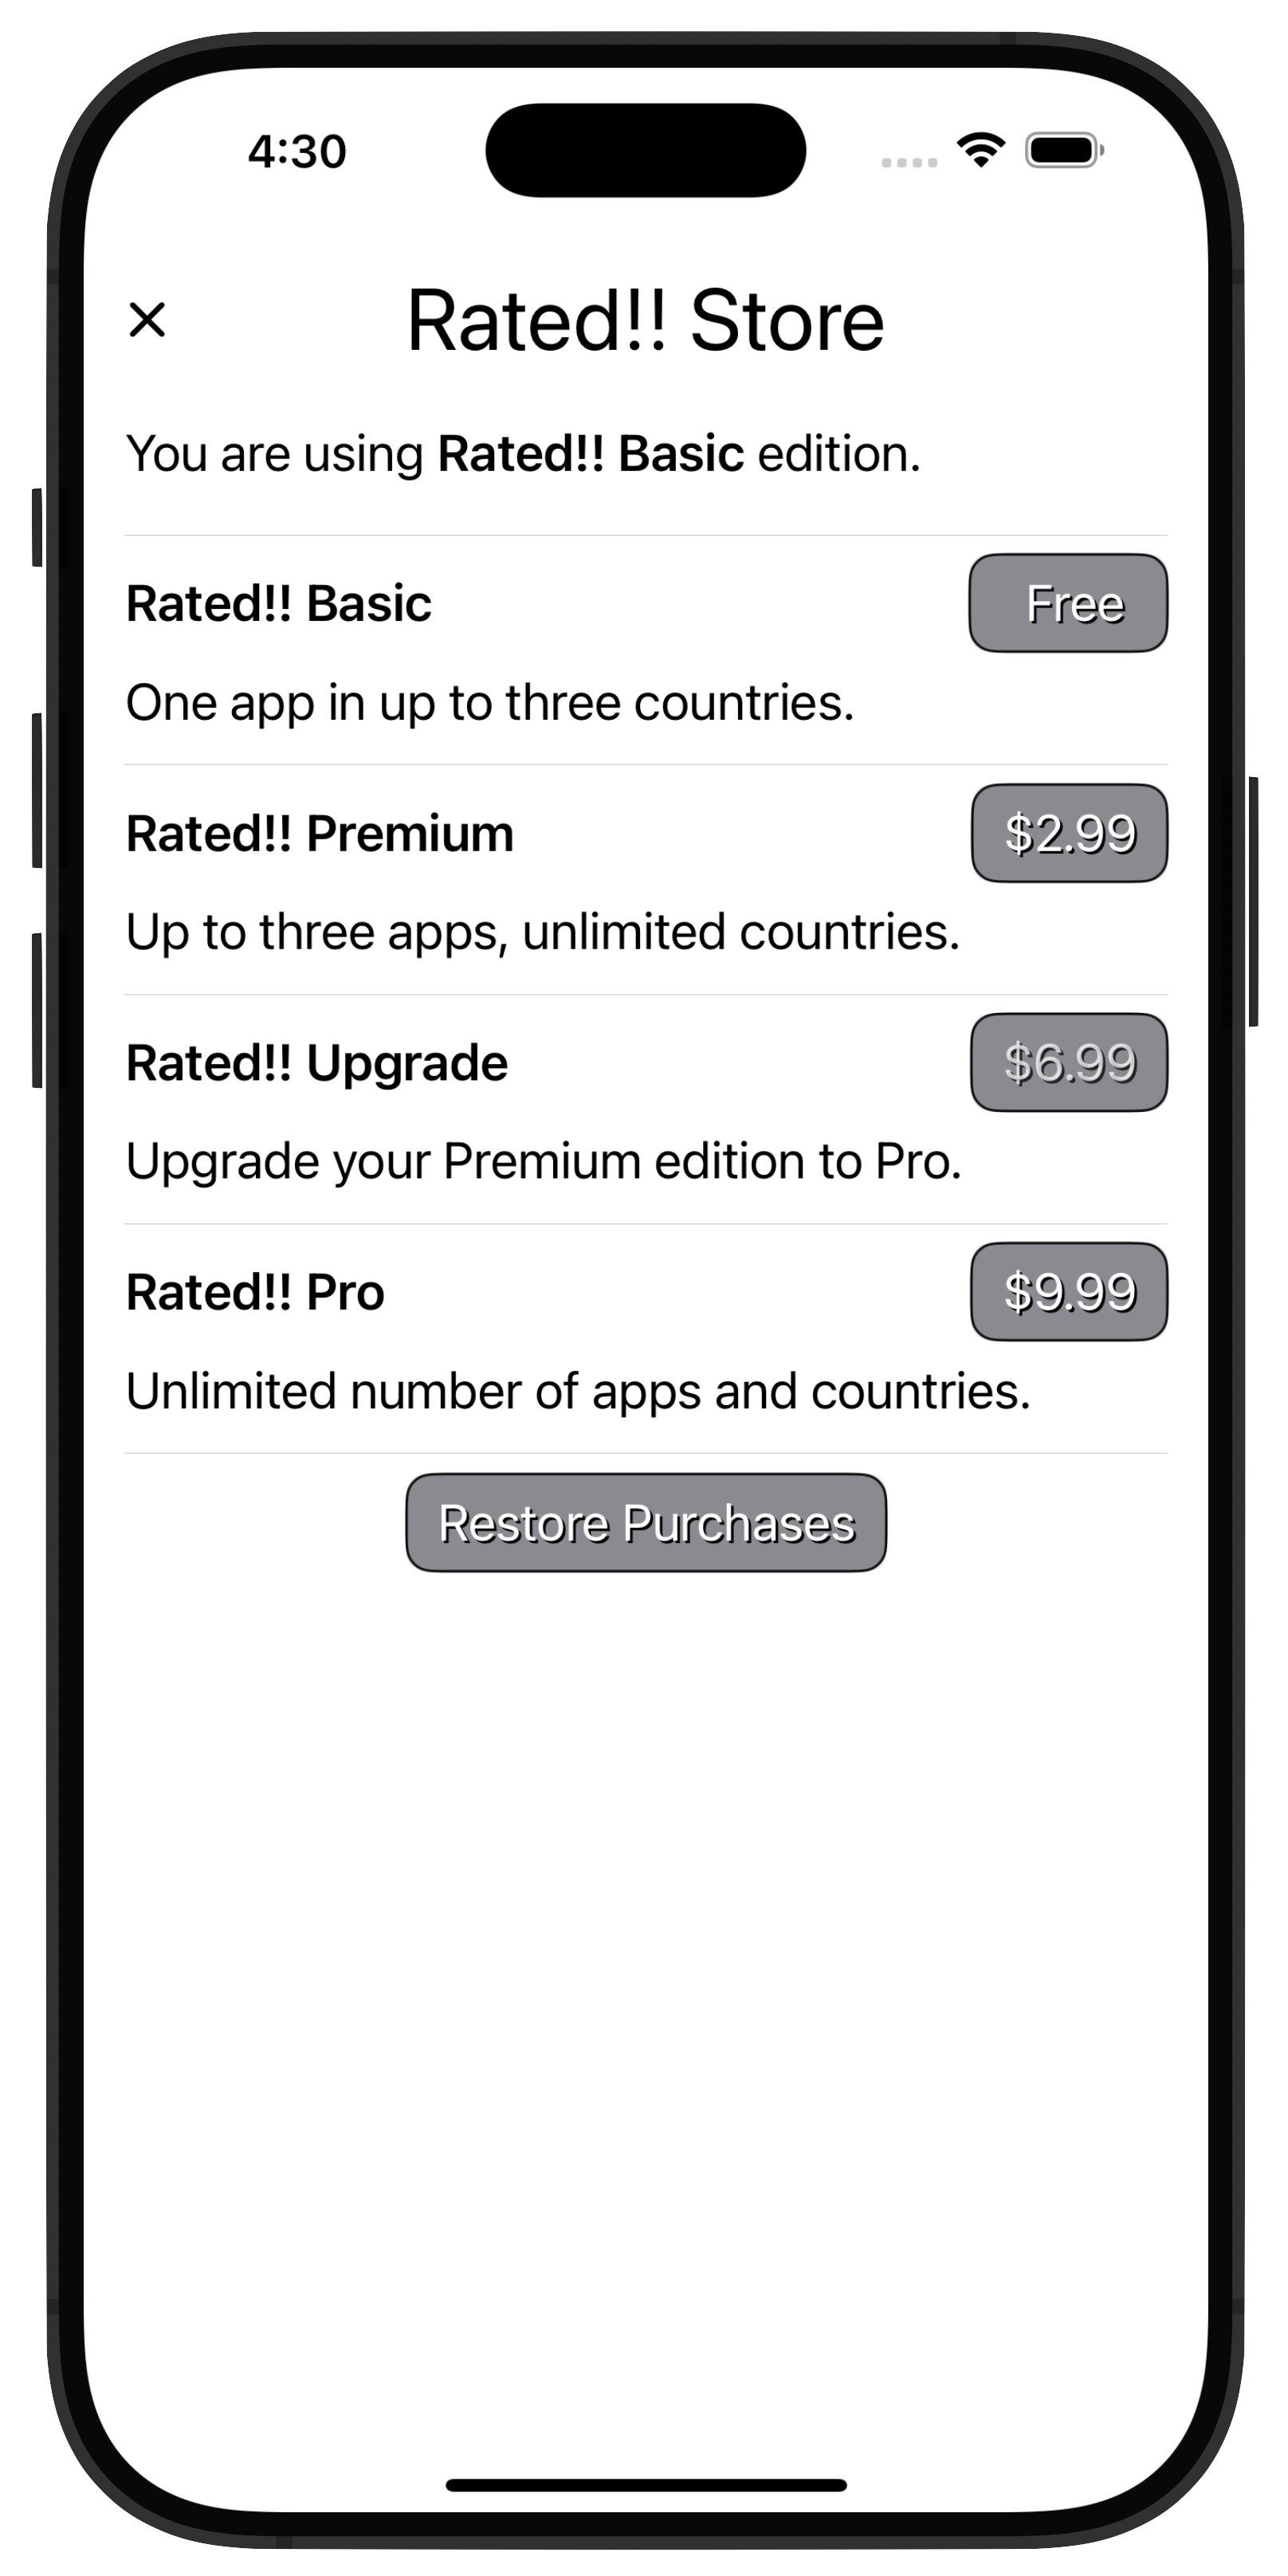 4:30
Rated!! Store
You are using Rated!! Basic edition.
Rated!! Basic
Free
One app in up to three countries.
Rated!! Premium
$2.99
Up to three apps, unlimited countries.
Rated!! Upgrade
$6.99
Upgrade your Premium edition to Pro.
Rated!! Pro
$9.99
Unlimited number of apps and countries.
Restore Purchases